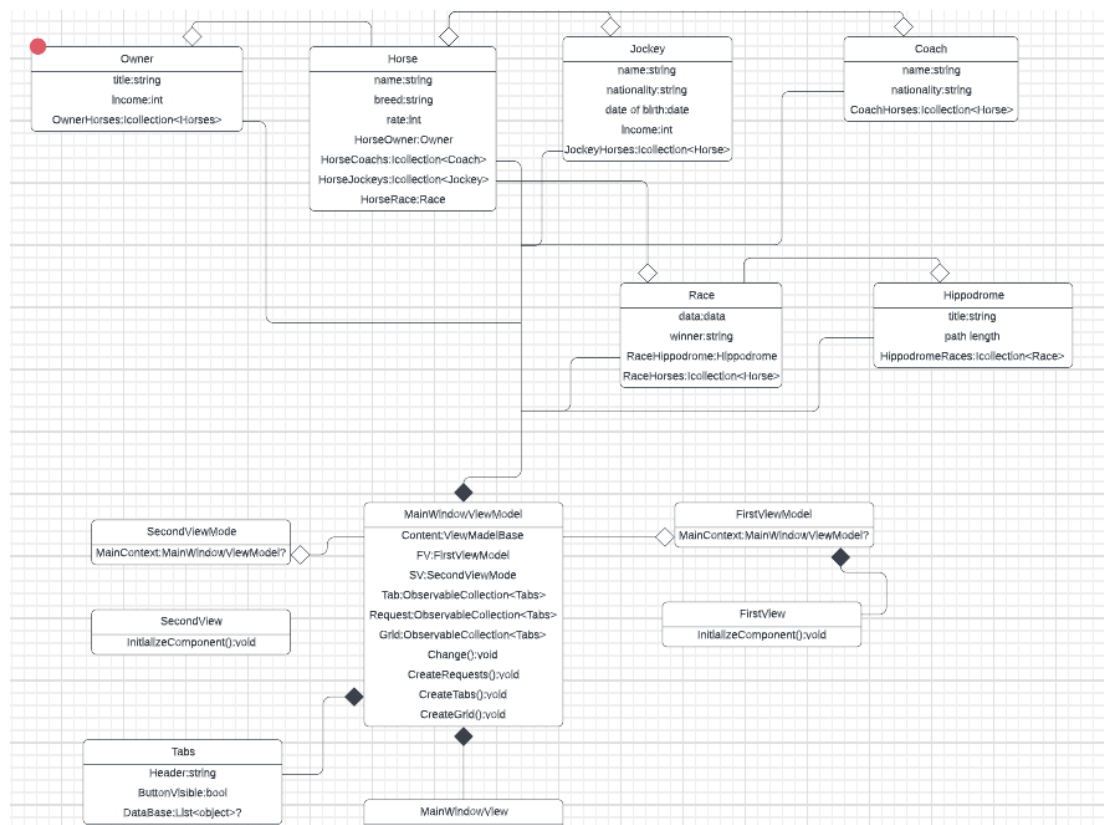 Owner
title:string
Income:int
OwnerHorses:Icollection<Horses>
Horse
name:string
breed:string
rate:int
HorseOwner:Owner
HorseCoachs:Icollection<Coach>
HorseJockeys:Icollection<Jockey>
HorseRace:Race
Jockey
name:string
nationality:string
date of birth:date
Income:int
JockeyHorses:Icollection<Horse>
Coach
name:string
nationality:string
CoachHorses:Icollection<Horse>
Race
data:data
winner:string
RaceHippodrome:Hippodrome
RaceHorses:Icollection<Horse>
Hippodrome
title:string
path length
HippodromeRaces:Icollection<Race>
SecondViewMode
MainContext:MainWindowViewModel?
MainWindowViewModel
Content:ViewMadelBase
FV:FirstViewModel
SV:SecondViewMode
Tab:ObservableCollection<Tabs>
Request:ObservableCollection<Tabs>
Grid:ObservableCollection<Tabs>
Change():void
CreateRequests():void
CreateTabs():void
CreateGrid():void
FirstViewModel
MainContext:MainWindowViewModel?
SecondView
InitializeComponent():void
FirstView
InitializeComponent():void
Tabs
Header:string
ButtonVisible:bool
DataBase:List<object>?
MainWindowView